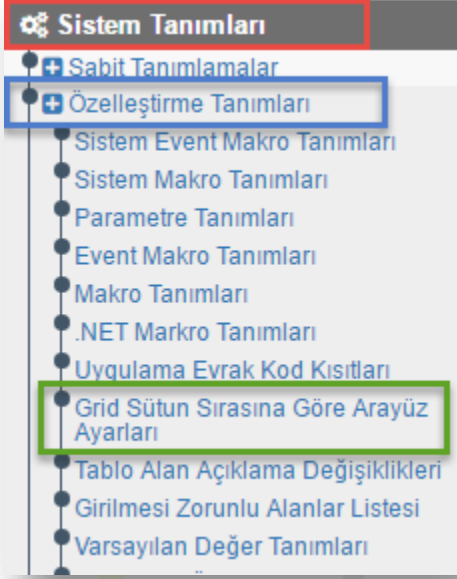 Sistem Tanımları
Sabit Tanımlamalar
Özelleştirme Tanımları
Sistem Event Makro Tanımları
Sistem Makro Tanımları
Parametre Tanımları
Event Makro Tanımları
Makro Tanımları
.NET Markro Tanımları
Uygulama Evrak Kod Kısıtları
Grid Sütun Sırasına Göre Arayüz
Ayarları
Tablo Alan Açıklama Değişiklikleri
Girilmesi Zorunlu Alanlar Listesi
Varsayılan Değer Tanımları